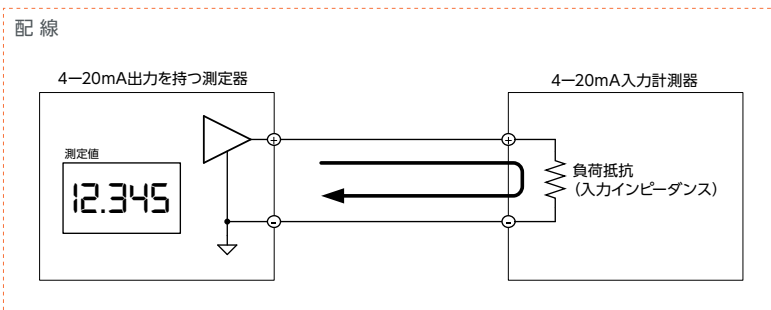 配 線
4ー20mA出力を持つ測定器
4ー20mA入力計測器
測定値
12.345
+
+
負荷抵抗
（入力インピーダンス）
-
-